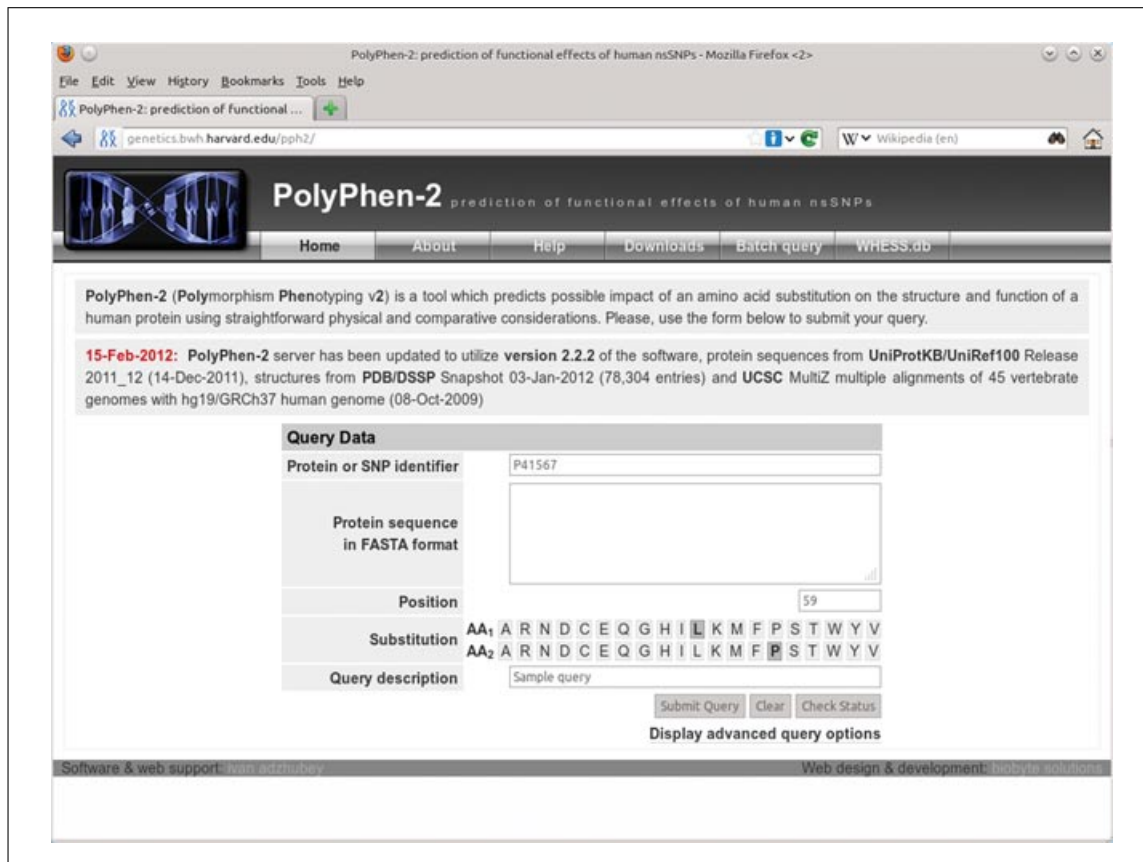 PolyPhen-2: prediction of functional effects of human nsSNPs - Mozilla Firefox <2>
File Edit View History Bookmarks Tools Help
PolyPhen-2: prediction of functional ...
genetics.bwh.harvard.edu/pph2/ W Wikipedia (en)
PolyPhen-2 prediction of functional effects of human nsSNPs
Home About Help Downloads Batch query WHESS.db
PolyPhen-2 (Polymorphism Phenotyping v2) is a tool which predicts possible impact of an amino acid substitution on the structure and function of a
human protein using straightforward physical and comparative considerations. Please, use the form below to submit your query.
15-Feb-2012: PolyPhen-2 server has been updated to utilize version 2.2.2 of the software, protein sequences from UniProtKB/UniRef100 Release
2011_12 (14-Dec-2011), structures from PDB/DSSP Snapshot 03-Jan-2012 (78,304 entries) and UCSC MultiZ multiple alignments of 45 vertebrate
genomes with hg19/GRCh37 human genome (08-Oct-2009)
Query Data
Protein or SNP identifier P41567
Protein sequence
in FASTA format
Position 59
Substitution
AA1 A R N D C E Q G H I L K M F P S T W Y V
AA2 A R N D C E Q G H I L K M F P S T W Y V
Query description Sample query
Submit Query Clear Check Status
Display advanced query options
Software & web support: ivan adzhubey Web design & development: biobyte solutions